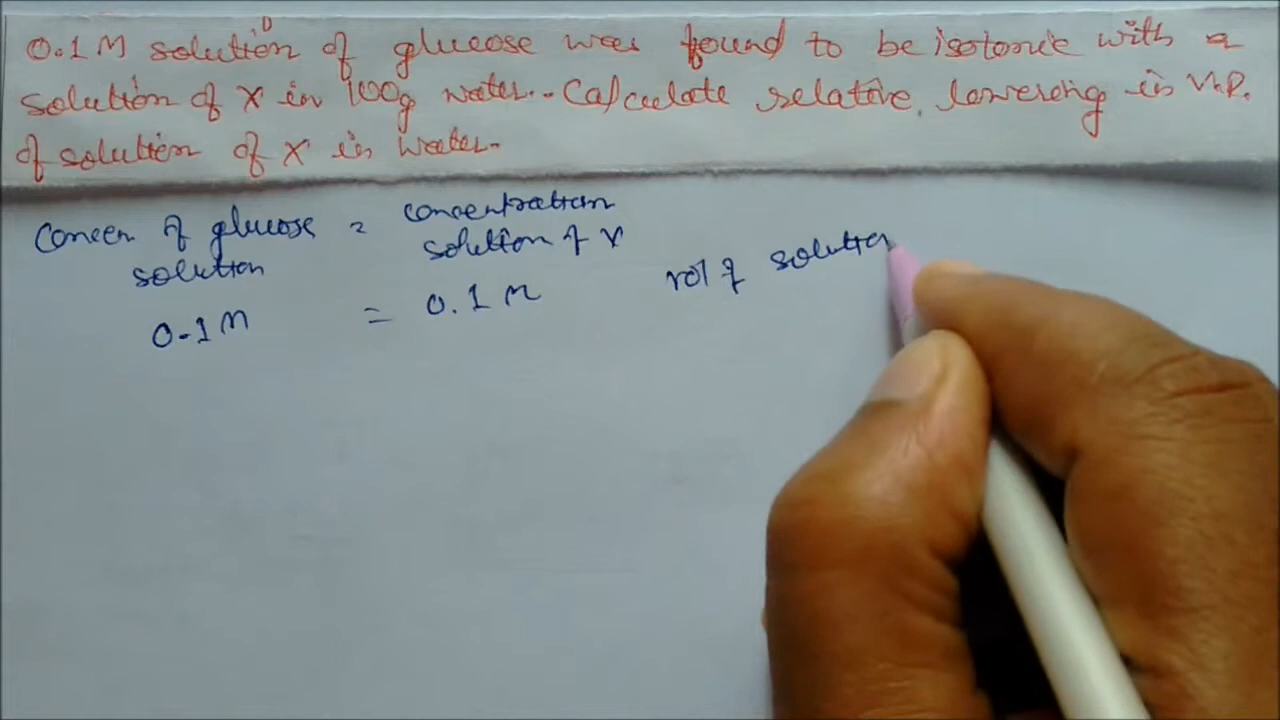 0.1 M solution of glucose was found to be isotonic with a
solution of X in 100g water.. Calculate relative lowering in V.P.
of solution of X in water.
Concen of glucose = concentration
solution solution of X
0.1 M = 0.1 M
vol of solution